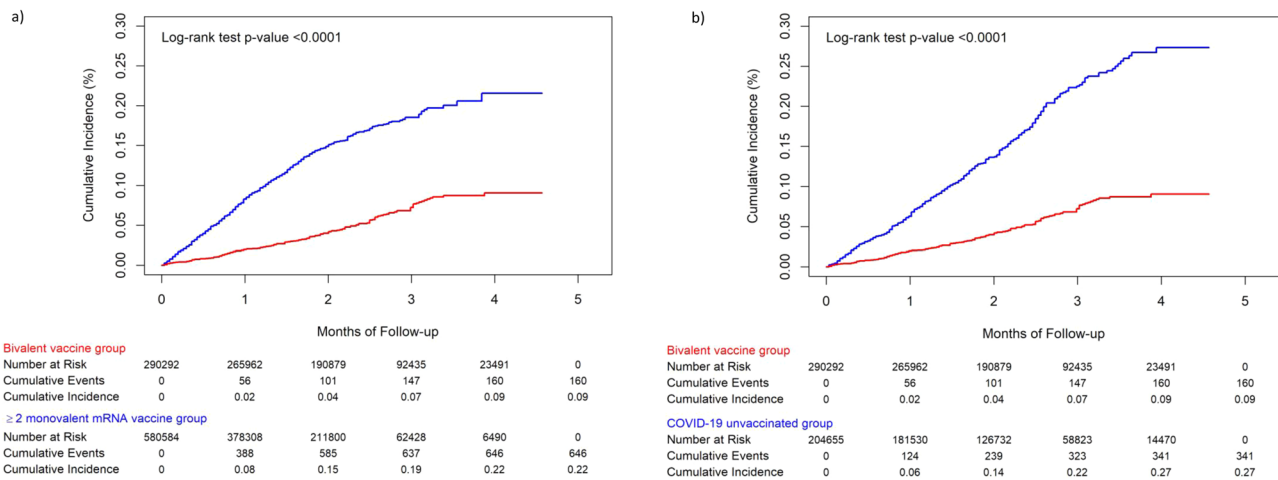 a)
Log-rank test p-value <0.0001
Cumulative Incidence (%)
0.30
0.25
0.20
0.15
0.10
0.05
0.00
0 1 2 3 4 5
Months of Follow-up
Bivalent vaccine group
Number at Risk 290292 265962 190879 92435 23491 0
Cumulative Events 0 56 101 147 160 160
Cumulative Incidence 0 0.02 0.04 0.07 0.09 0.09
≥2 monovalent mRNA vaccine group
Number at Risk 580584 378308 211800 62428 6490 0
Cumulative Events 0 388 585 637 646 646
Cumulative Incidence 0 0.08 0.15 0.19 0.22 0.22
b)
Log-rank test p-value <0.0001
Cumulative Incidence (%)
0.30
0.25
0.20
0.15
0.10
0.05
0.00
0 1 2 3 4 5
Months of Follow-up
Bivalent vaccine group
Number at Risk 290292 265962 190879 92435 23491 0
Cumulative Events 0 56 101 147 160 160
Cumulative Incidence 0 0.02 0.04 0.07 0.09 0.09
COVID-19 unvaccinated group
Number at Risk 204655 181530 126732 58823 14470 0
Cumulative Events 0 124 239 323 341 341
Cumulative Incidence 0 0.06 0.14 0.22 0.27 0.27